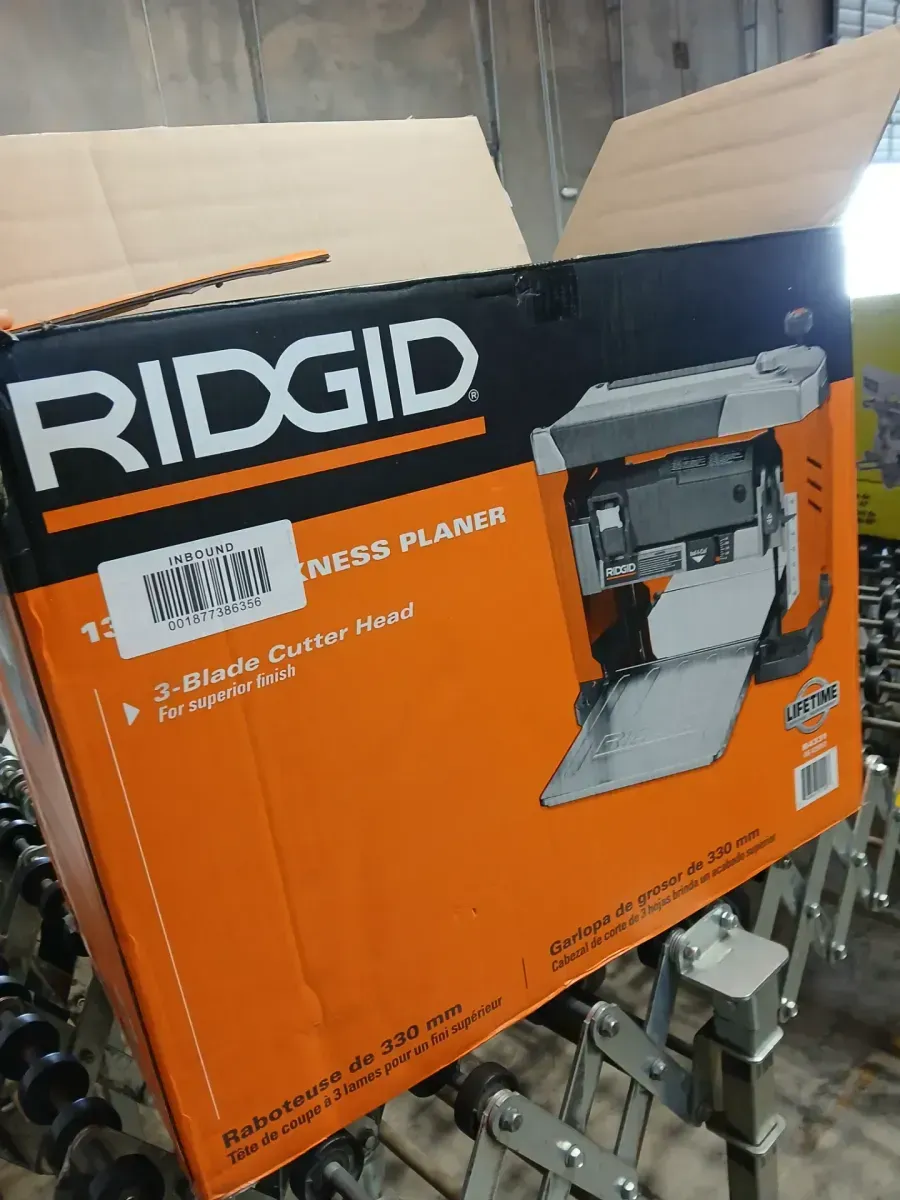 RIDGID®
INBOUND
001877386356
13 KNESS PLANER
3-Blade Cutter Head
For superior finish
RIDGID
LIFETIME
R4331
Garlopa de grosor de 330 mm
Cabezal de corte de 3 hojas brinda un acabado superior
Raboteuse de 330 mm
Tête de coupe à 3 lames pour un fini supérieur